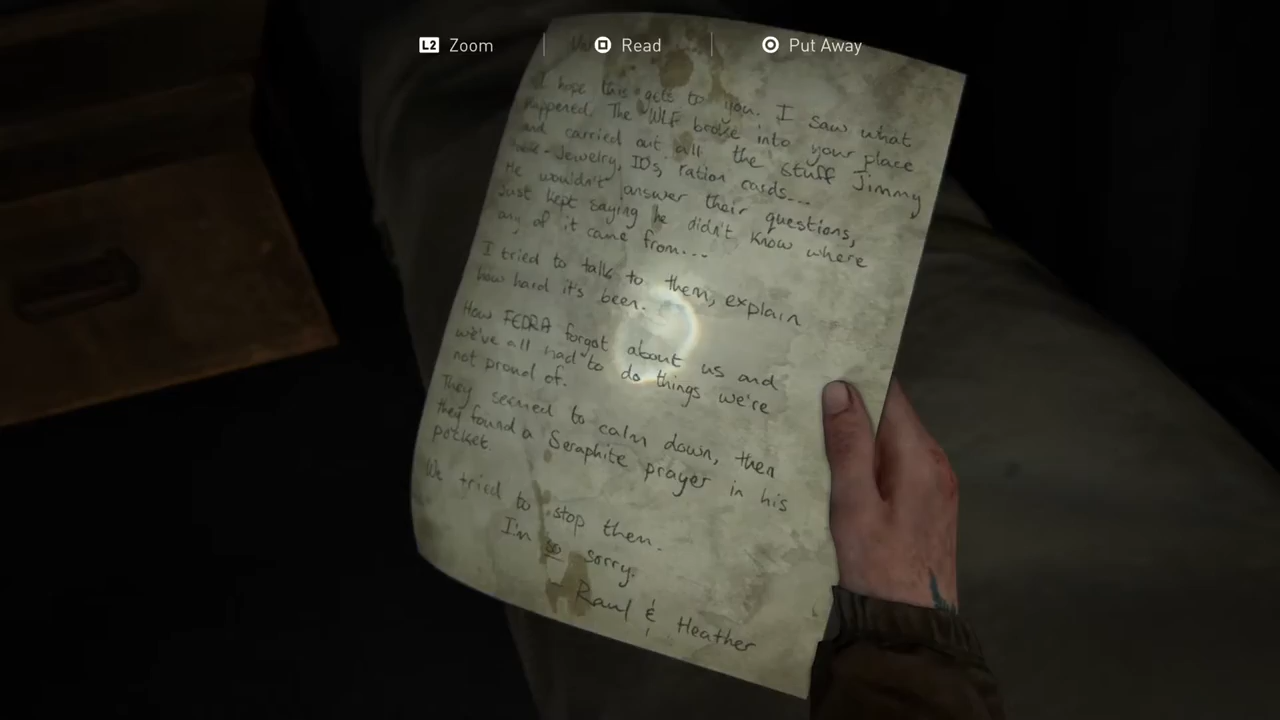 L2 Zoom
Read
Put Away
I hope this gets to you. I saw what
happened. The WLF broke into your place
and carried out all the stuff Jimmy
- jewelry, IDs, ration cards...
He wouldn't answer their questions,
Just kept saying he didn't know where
any of it came from...
I tried to talk to them, explain
how hard it's been.
How FEDRA forgot about us and
we've all had to do things we're
not proud of.
They seemed to calm down, then
they found a Seraphite prayer in his
pocket.
We tried to stop them.
I'm so sorry.
Raul & Heather